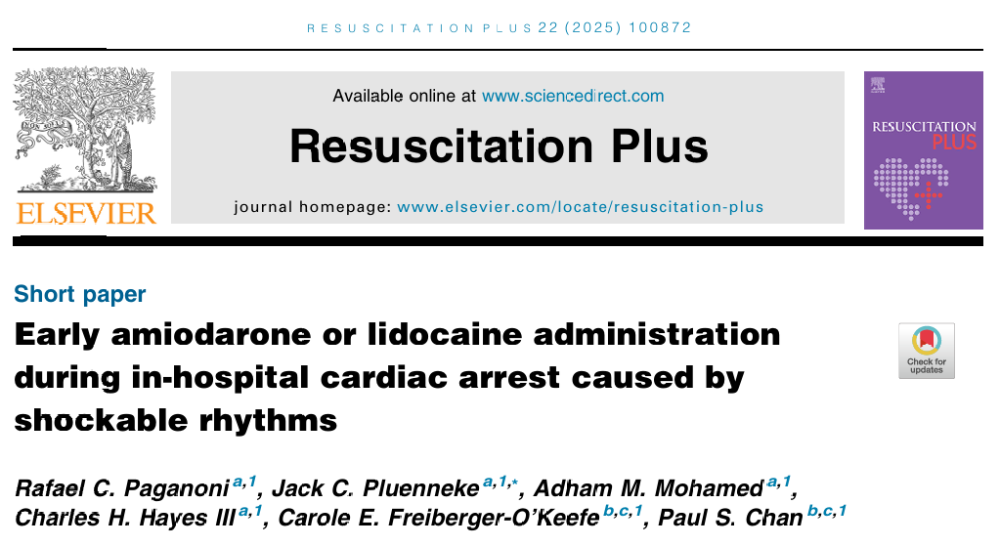 RESUSCITATION PLUS 22 (2025) 100872
Available online at www.sciencedirect.com
Resuscitation Plus
journal homepage: www.elsevier.com/locate/resuscitation-plus
NON SOLUS
ELSEVIER
RESUSCITATION
PLUS
Short paper
Early amiodarone or lidocaine administration
during in-hospital cardiac arrest caused by
shockable rhythms
Check for
updates
Rafael C. Paganoni a,1, Jack C. Pluenneke a,1,*, Adham M. Mohamed a,1,
Charles H. Hayes III a,1, Carole E. Freiberger-O'Keefe b,c,1, Paul S. Chan b,c,1